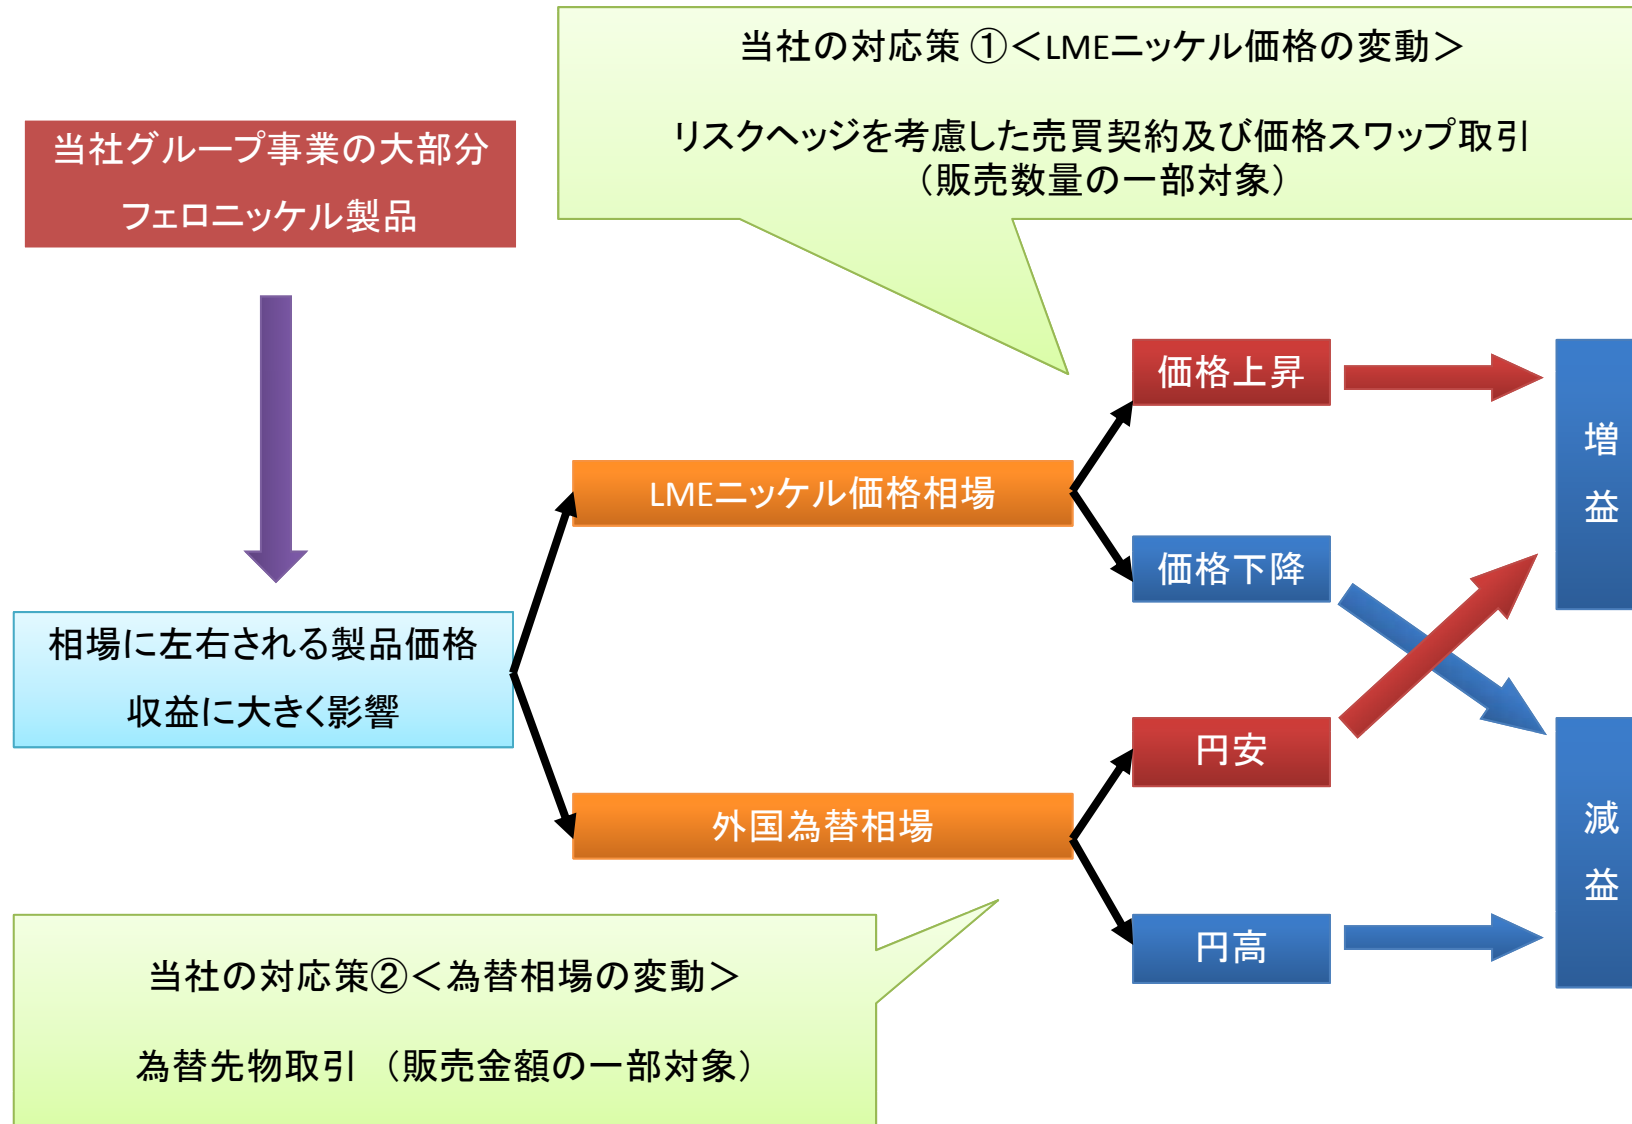 当社の対応策 ①＜LMEニッケル価格の変動＞
リスクヘッジを考慮した売買契約及び価格スワップ取引
（販売数量の一部対象）
当社グループ事業の大部分
フェロニッケル製品
相場に左右される製品価格
収益に大きく影響
LMEニッケル価格相場
外国為替相場
価格上昇
価格下降
円安
円高
増
益
減
益
当社の対応策②＜為替相場の変動＞
為替先物取引 （販売金額の一部対象）